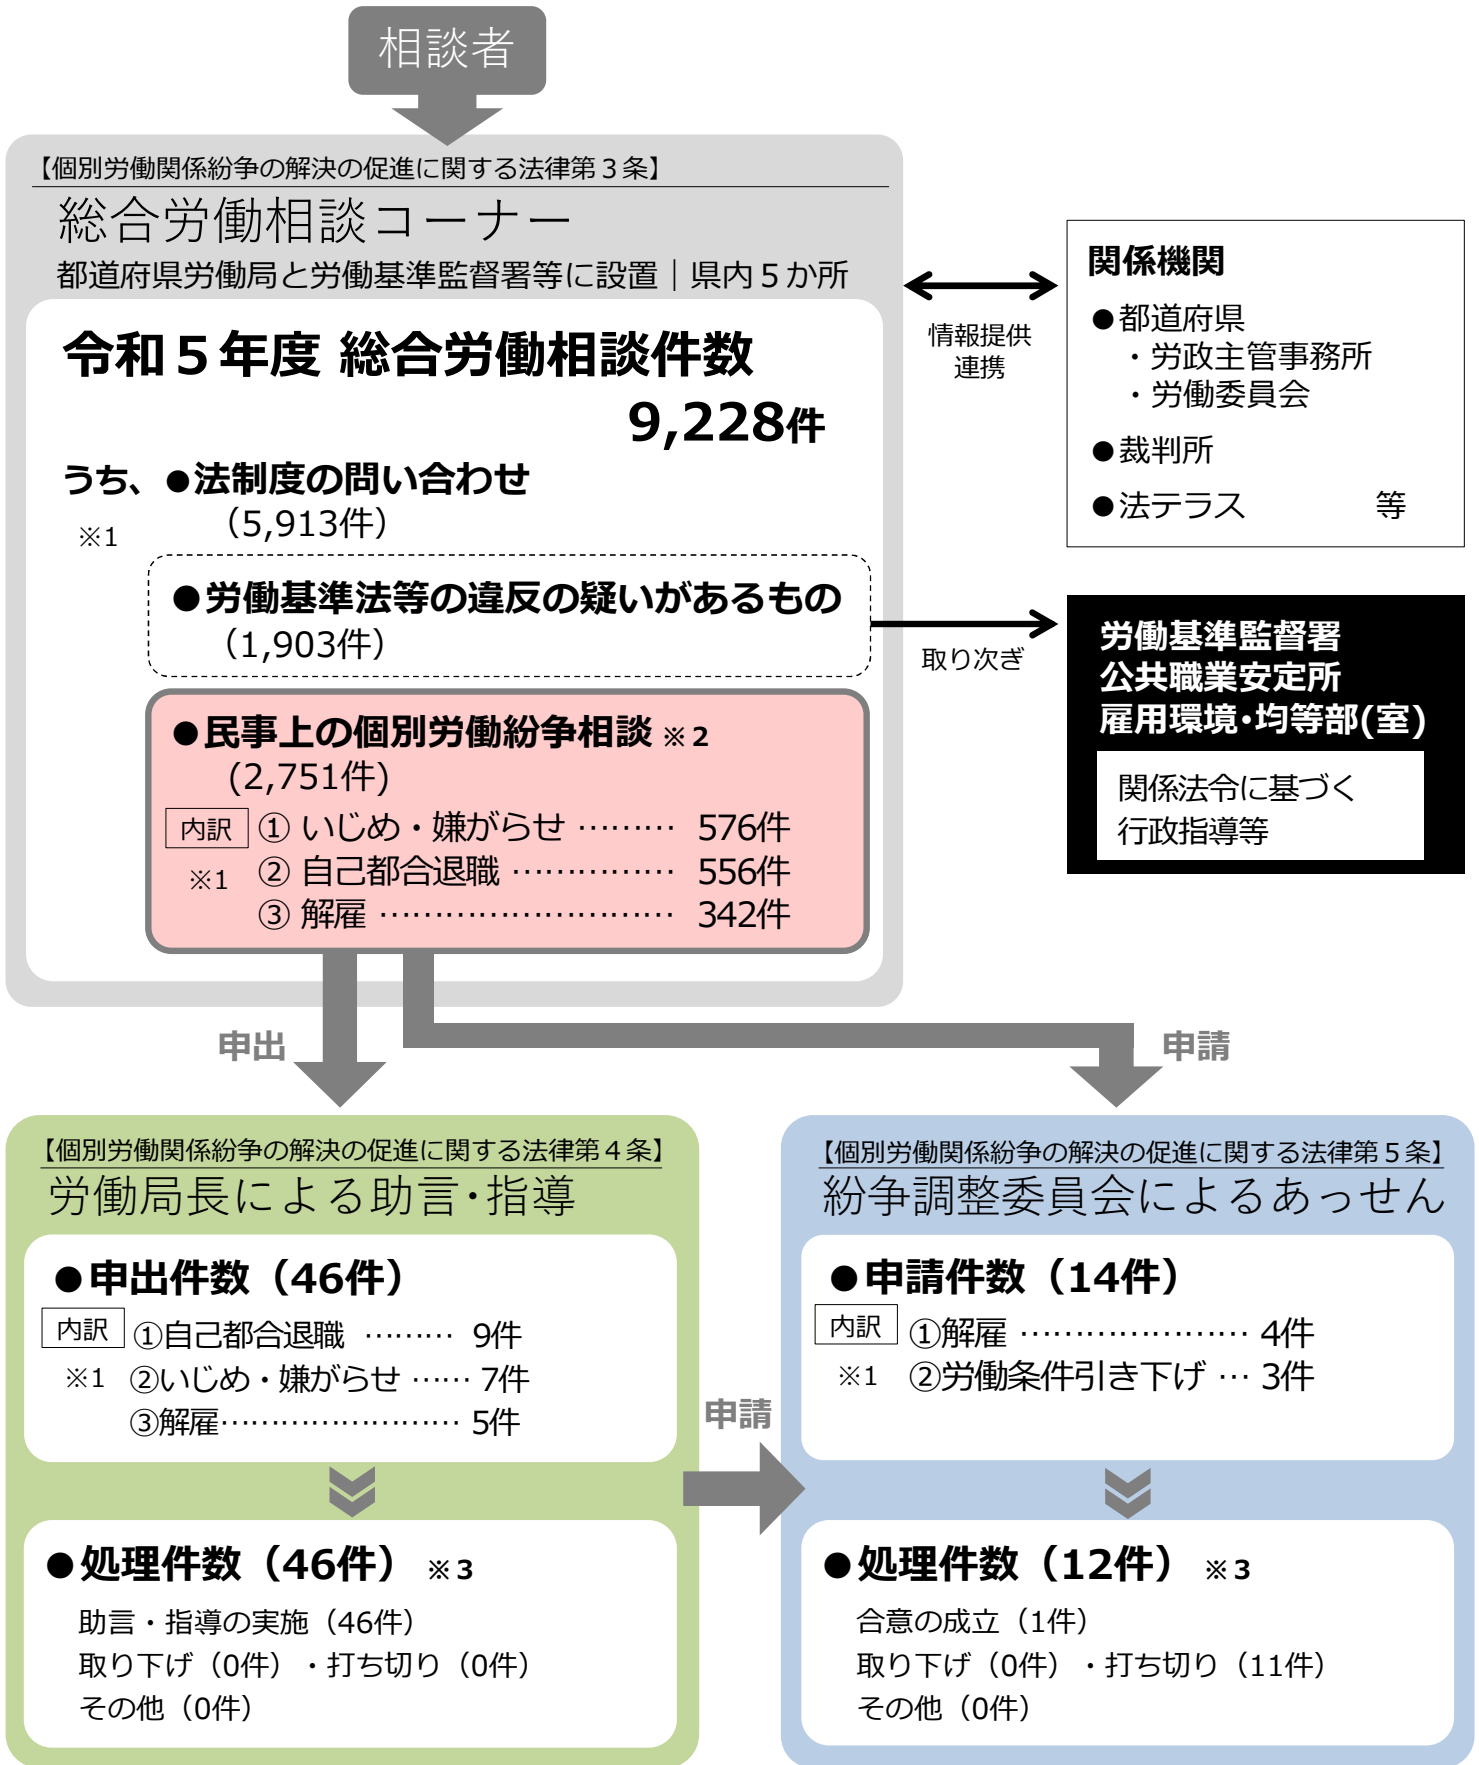 相談者
【個別労働関係紛争の解決の促進に関する法律第３条】
総合労働相談コーナー
都道府県労働局と労働基準監督署等に設置｜県内５か所
令和５年度 総合労働相談件数
9,228件
うち、●法制度の問い合わせ
※1
（5,913件）
●労働基準法等の違反の疑いがあるもの
（1,903件）
●民事上の個別労働紛争相談 ※２
(2,751件)
内訳
※1
① いじめ・嫌がらせ ……… 576件
② 自己都合退職 …………… 556件
③ 解雇 ………………………… 342件
情報提供
連携
関係機関
●都道府県
・労政主管事務所
・労働委員会
●裁判所
●法テラス 等
取り次ぎ
労働基準監督署
公共職業安定所
雇用環境・均等部(室)
関係法令に基づく
行政指導等
申出
申請
【個別労働関係紛争の解決の促進に関する法律第４条】
労働局長による助言・指導
●申出件数（46件）
内訳
※1
①自己都合退職 ……… 9件
②いじめ・嫌がらせ …… 7件
③解雇…………………… 5件
●処理件数（46件） ※３
助言・指導の実施（46件）
取り下げ（0件）・打ち切り（0件）
その他（0件）
申請
【個別労働関係紛争の解決の促進に関する法律第５条】
紛争調整委員会によるあっせん
●申請件数（14件）
内訳
※1
①解雇 ………………… 4件
②労働条件引き下げ … 3件
●処理件数（12件） ※３
合意の成立（1件）
取り下げ（0件）・打ち切り（11件）
その他（0件）